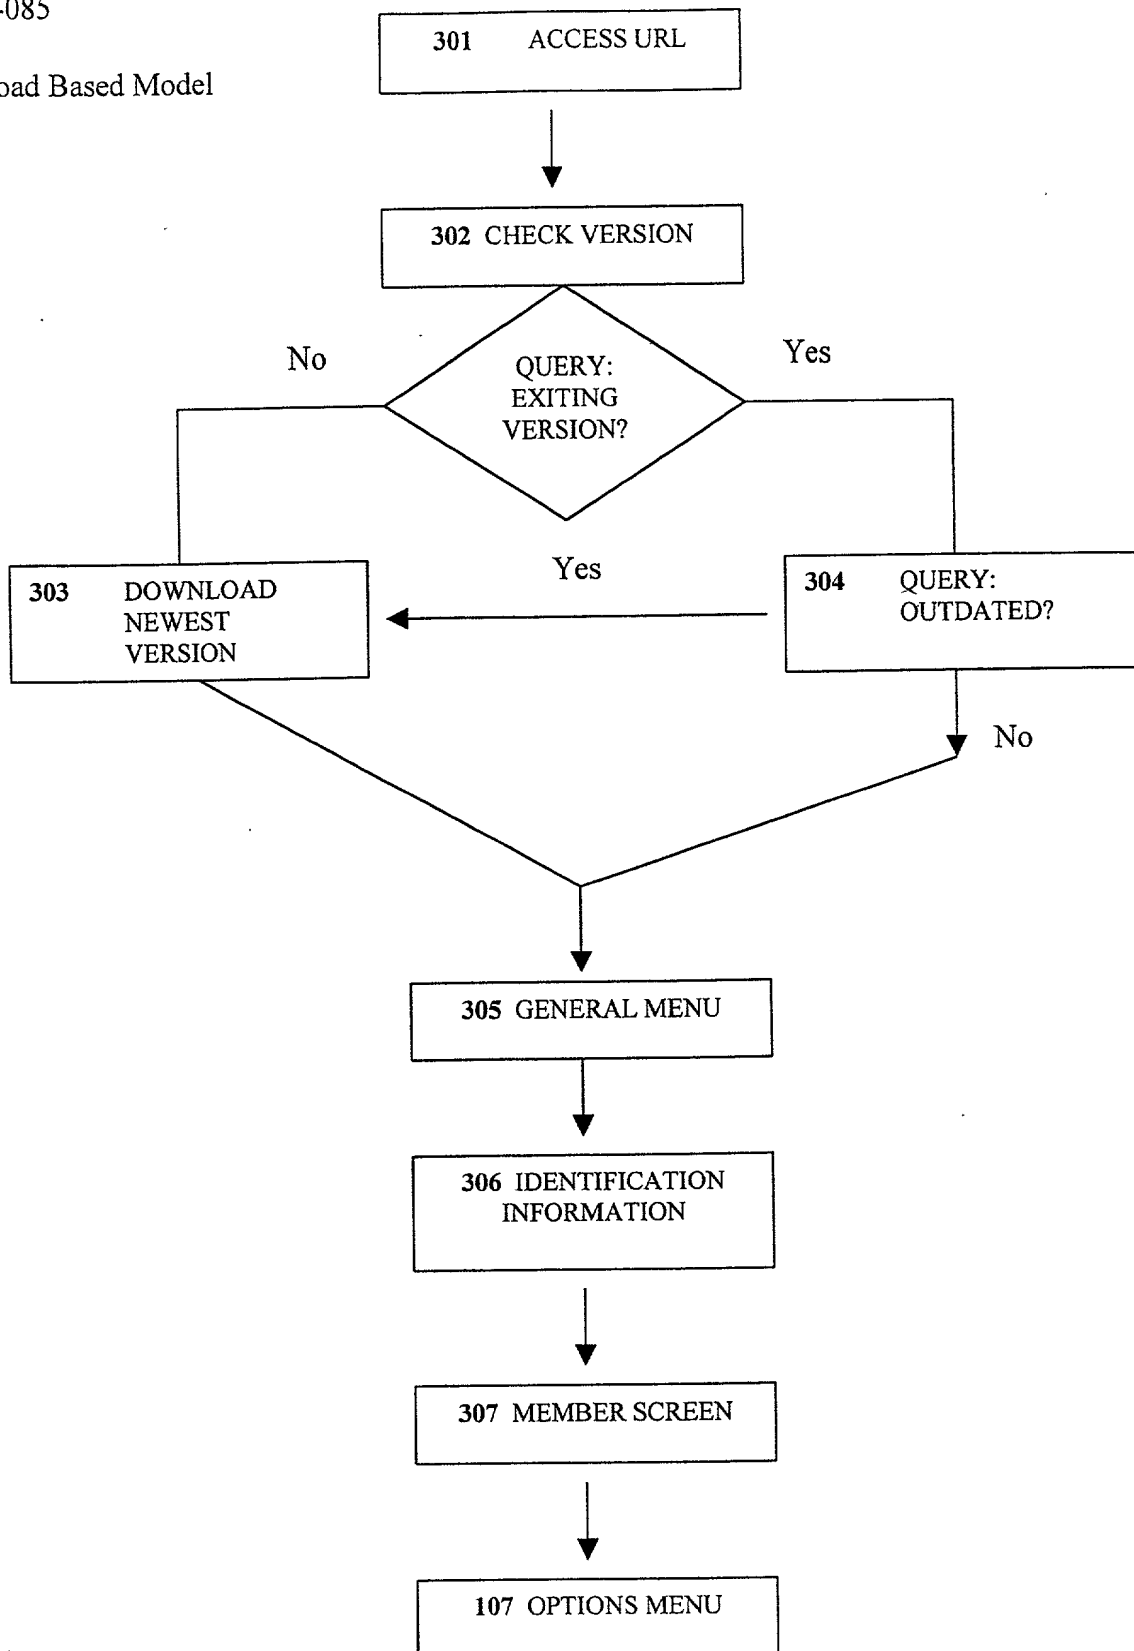 -085
oad Based Model
301 ACCESS URL
302 CHECK VERSION
No
Yes
QUERY:
EXITING
VERSION?
Yes
303 DOWNLOAD
NEWEST
VERSION
304 QUERY:
OUTDATED?
No
305 GENERAL MENU
306 IDENTIFICATION
INFORMATION
307 MEMBER SCREEN
107 OPTIONS MENU